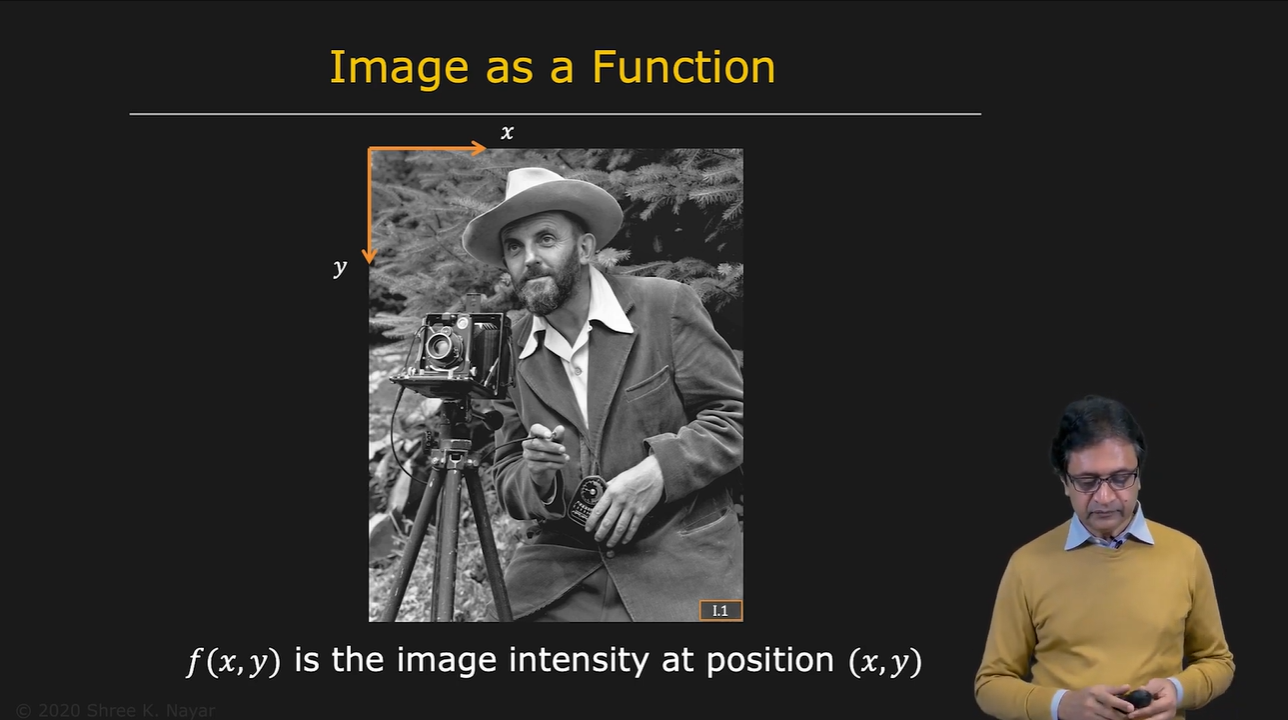 Image as a Function
x
y
I.1
f(x, y) is the image intensity at position (x, y)
© 2020 Shree K. Nayar